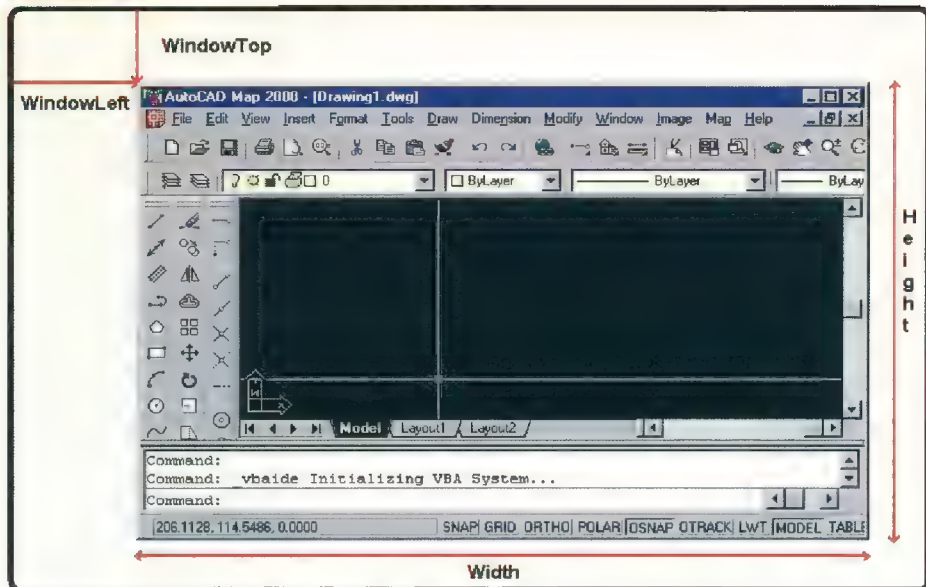 WindowTop
WindowLeft
AutoCAD Map 2000 - [Drawing1.dwg]
File Edit View Insert Format Tools Draw Dimension Modify Window Image Map Help
0 ByLayer ByLayer ByLay
Height
Model Layout1 Layout2
Command:
Command: _vbaide Initializing VBA System...
Command:
206.1128, 114.5486, 0.0000 SNAP GRID ORTHO POLAR OSNAP OTRACK LWT MODEL TABLE
Width